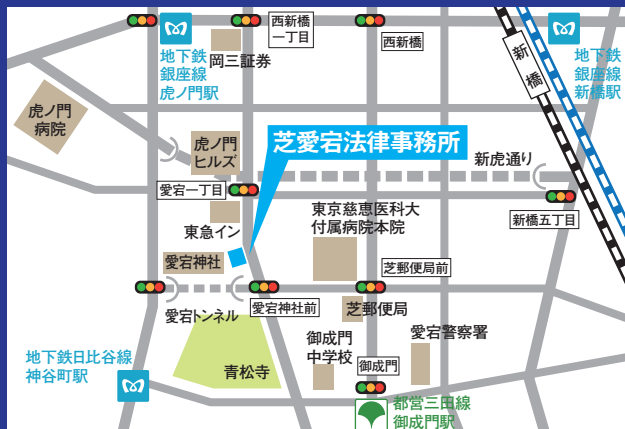 地下鉄
銀座線
虎ノ門駅
岡三証券
西新橋
一丁目
西新橋
新橋
地下鉄
銀座線
新橋駅
虎ノ門
病院
虎ノ門
ヒルズ
芝愛宕法律事務所
新虎通り
愛宕一丁目
東急イン
東京慈恵医科大
付属病院本院
新橋五丁目
愛宕神社
芝郵便局前
愛宕トンネル
愛宕神社前
芝郵便局
御成門
中学校
愛宕警察署
地下鉄日比谷線
神谷町駅
青松寺
御成門
都営三田線
御成門駅